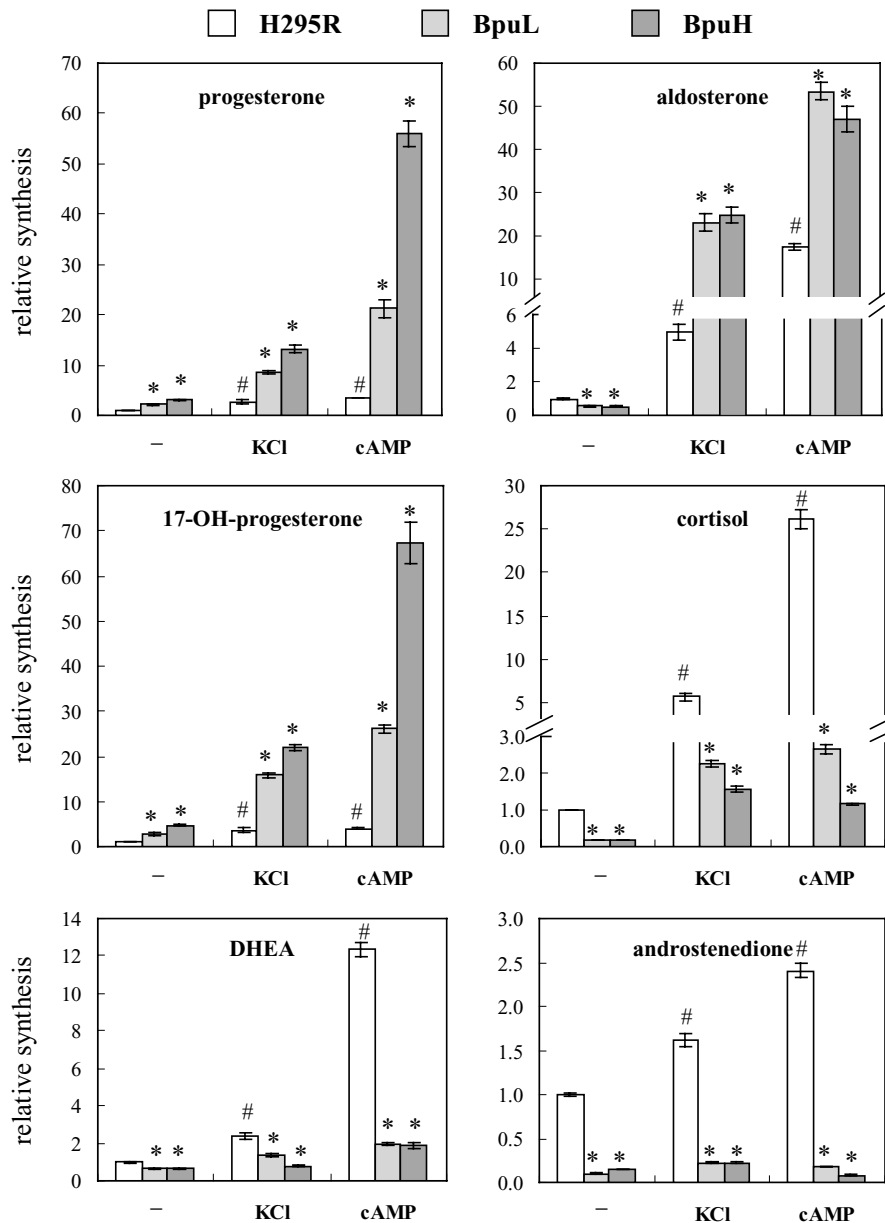 H295R BpuL BpuH
relative synthesis
progesterone
70
60
50
40
30
20
10
0
* * # * * # * *
– KCl cAMP
aldosterone
60
50
40
30
20
10
6
4
2
0
* * # * * # * *
– KCl cAMP
relative synthesis
17-OH-progesterone
80
70
60
50
40
30
20
10
0
* * # * * # * *
– KCl cAMP
cortisol
30
25
20
15
10
5
3.0
2.0
1.0
0.0
* * # * * # * *
– KCl cAMP
relative synthesis
DHEA
14
12
10
8
6
4
2
0
* * # * * # * *
– KCl cAMP
androstenedione
3.0
2.5
2.0
1.5
1.0
0.5
0.0
* * # * * # * *
– KCl cAMP